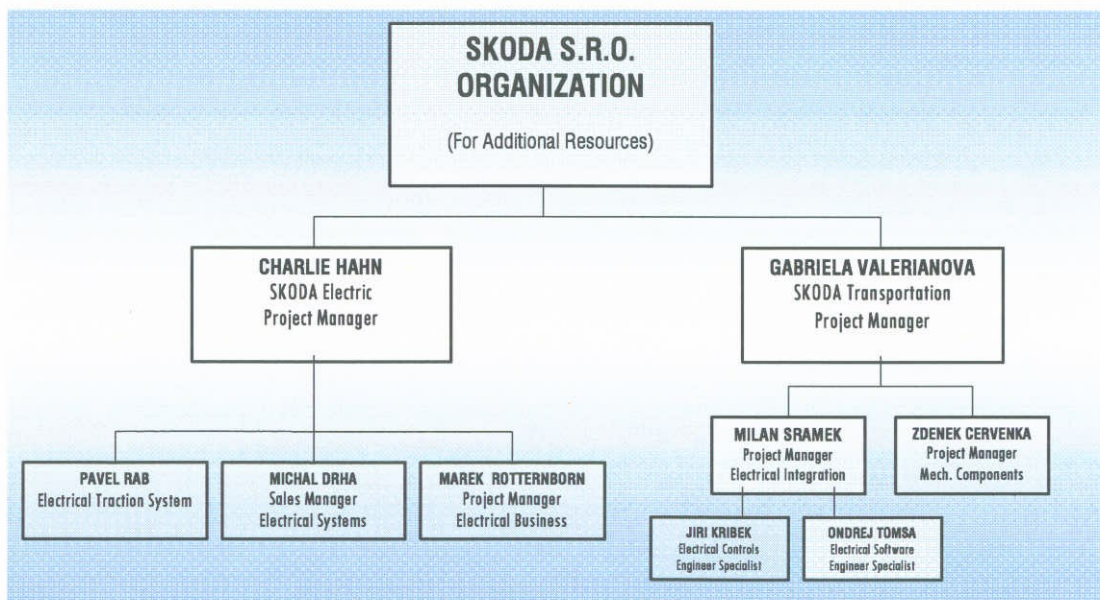 SKODA S.R.O.
ORGANIZATION
(For Additional Resources)
CHARLIE HAHN
SKODA Electric
Project Manager
GABRIELA VALERIANOVA
SKODA Transportation
Project Manager
PAVEL RAB
Electrical Traction System
MICHAL DRHA
Sales Manager
Electrical Systems
MAREK ROTTERNBORN
Project Manager
Electrical Business
MILAN SRAMEK
Project Manager
Electrical Integration
ZDENEK CERVENKA
Project Manager
Mech. Components
JIRI KRIBEK
Electrical Controls
Engineer Specialist
ONDREJ TOMSA
Electrical Software
Engineer Specialist